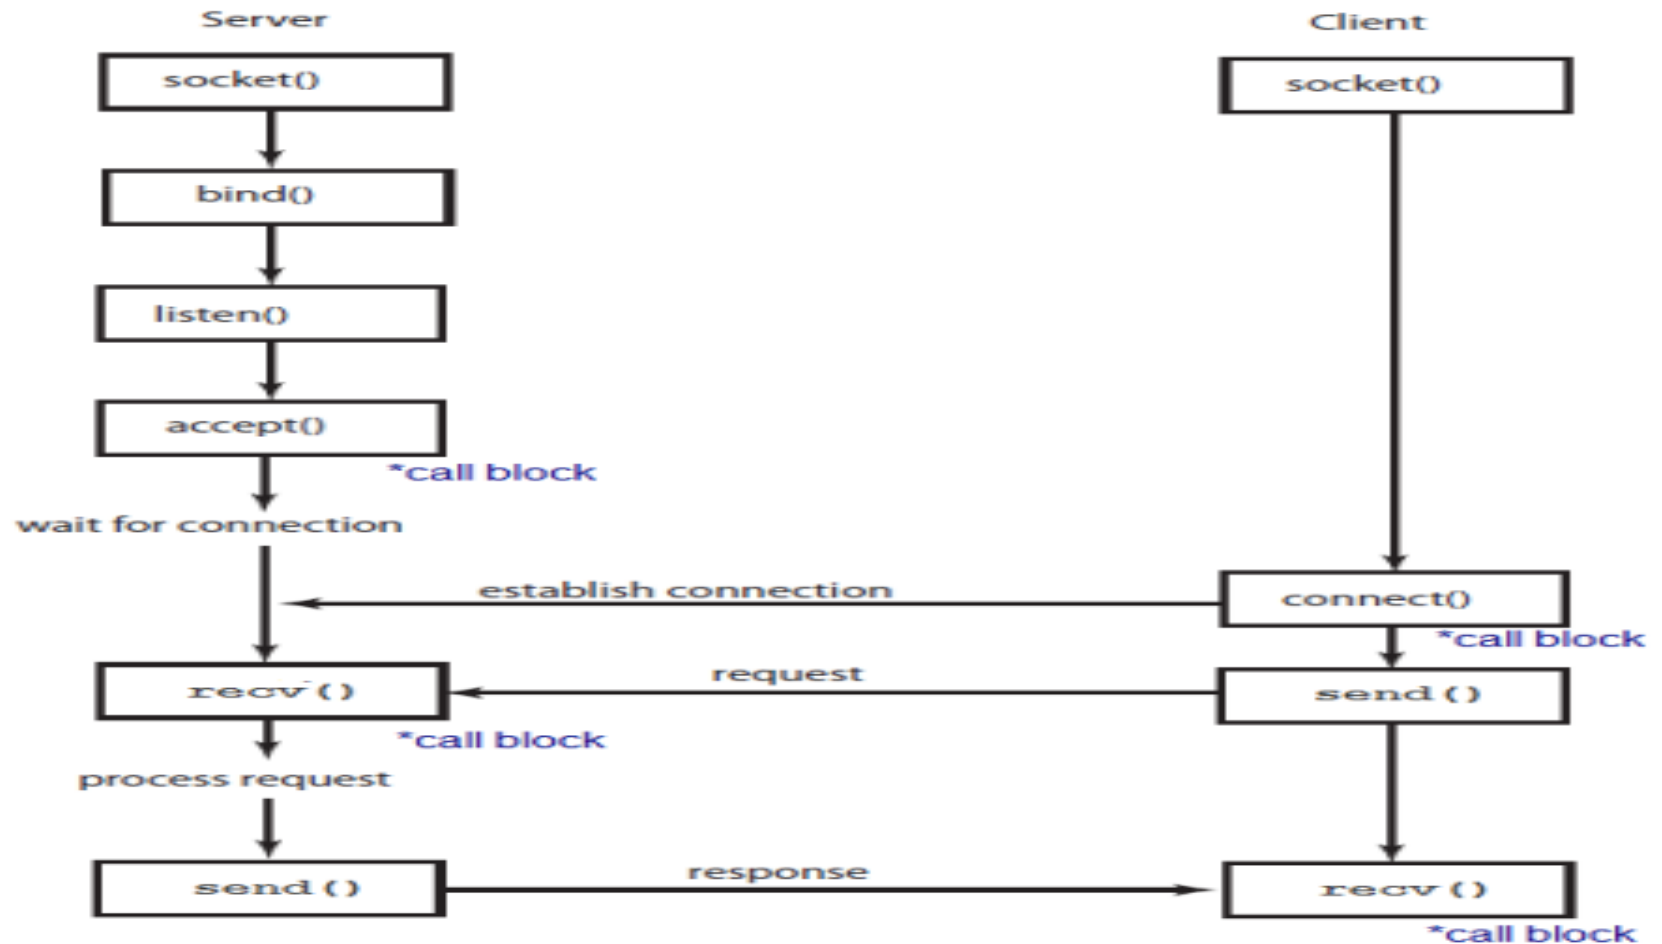 Server
Client
socket()
socket()
bind()
listen()
accept()
*call block
wait for connection
establish connection
connect()
*call block
request
recv()
send()
*call block
process request
response
send()
recv()
*call block